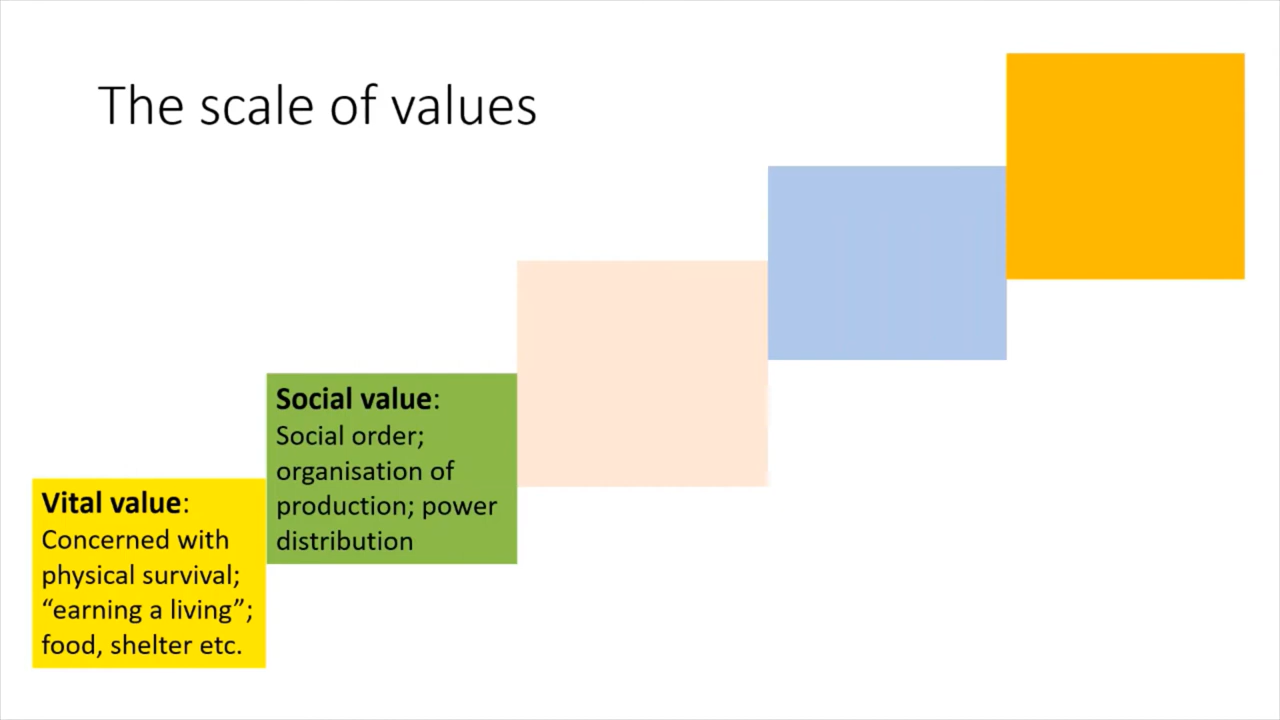 The scale of values
Social value:
Social order;
organisation of
production; power
distribution
Vital value:
Concerned with
physical survival;
“earning a living”;
food, shelter etc.